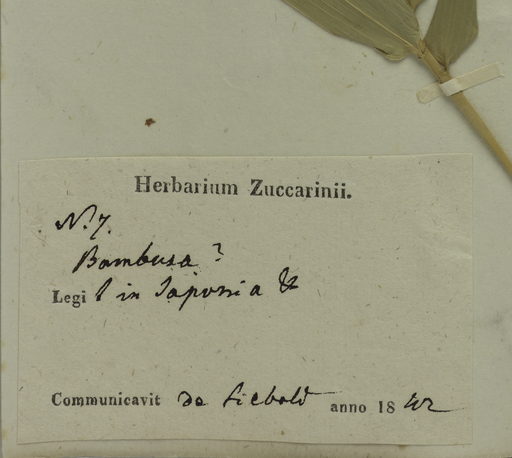 Herbarium Zuccarinii.
N. 7.
Bambusa?
Legi t in Japonia &
Communicavit de Siebold anno 1842